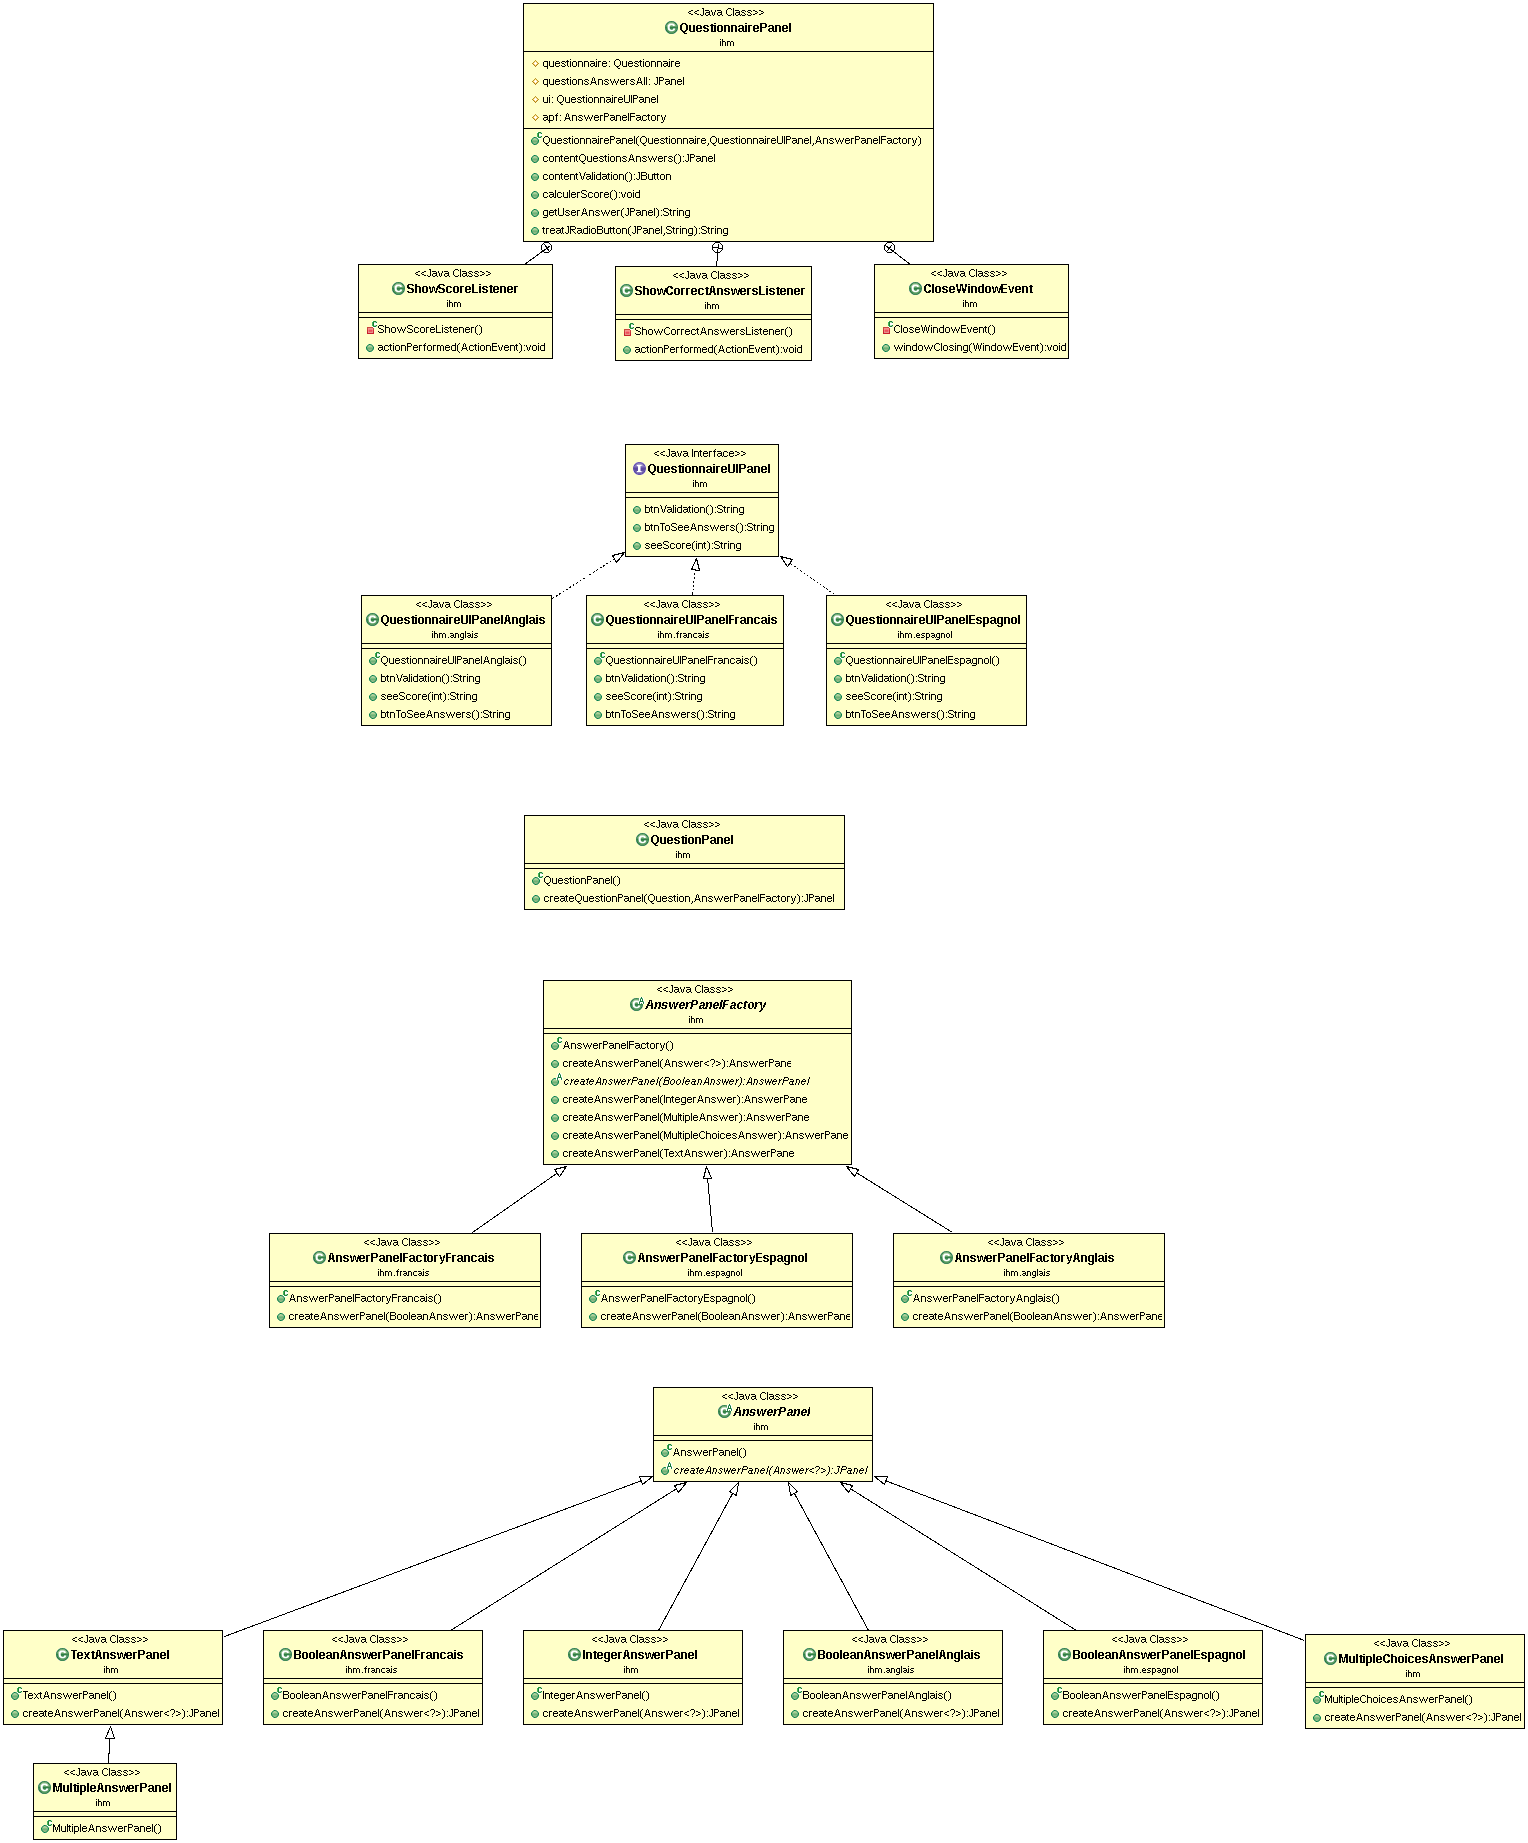 <<Java Class>>
QuestionnairePanel
ihm
questionnaire: Questionnaire
questionsAnswersAll: JPanel
ui: QuestionnaireUIPanel
apf: AnswerPanelFactory
QuestionnairePanel(Questionnaire,QuestionnaireUIPanel,AnswerPanelFactory)
contentQuestionsAnswers():JPanel
contentValidation():JButton
calculerScore():void
getUserAnswer(JPanel):String
treatJRadioButton(JPanel,String):String
<<Java Class>>
ShowScoreListener
ihm
ShowScoreListener()
actionPerformed(ActionEvent):void
<<Java Class>>
ShowCorrectAnswersListener
ihm
ShowCorrectAnswersListener()
actionPerformed(ActionEvent):void
<<Java Class>>
CloseWindowEvent
ihm
CloseWindowEvent()
windowClosing(WindowEvent):void
<<Java Interface>>
QuestionnaireUIPanel
ihm
btnValidation():String
btnToSeeAnswers():String
seeScore(int):String
<<Java Class>>
QuestionnaireUIPanelAnglais
ihm.anglais
QuestionnaireUIPanelAnglais()
btnValidation():String
seeScore(int):String
btnToSeeAnswers():String
<<Java Class>>
QuestionnaireUIPanelFrancais
ihm.francais
QuestionnaireUIPanelFrancais()
btnValidation():String
seeScore(int):String
btnToSeeAnswers():String
<<Java Class>>
QuestionnaireUIPanelEspagnol
ihm.espagnol
QuestionnaireUIPanelEspagnol()
btnValidation():String
seeScore(int):String
btnToSeeAnswers():String
<<Java Class>>
QuestionPanel
ihm
QuestionPanel()
createQuestionPanel(Question,AnswerPanelFactory):JPanel
<<Java Class>>
AnswerPanelFactory
ihm
AnswerPanelFactory()
createAnswerPanel(Answer<?>):AnswerPane
createAnswerPanel(BooleanAnswer):AnswerPanel
createAnswerPanel(IntegerAnswer):AnswerPane
createAnswerPanel(MultipleAnswer):AnswerPane
createAnswerPanel(MultipleChoicesAnswer):AnswerPane
createAnswerPanel(TextAnswer):AnswerPane
<<Java Class>>
AnswerPanelFactoryFrancais
ihm.francais
AnswerPanelFactoryFrancais()
createAnswerPanel(BooleanAnswer):AnswerPane
<<Java Class>>
AnswerPanelFactoryEspagnol
ihm.espagnol
AnswerPanelFactoryEspagnol()
createAnswerPanel(BooleanAnswer):AnswerPane
<<Java Class>>
AnswerPanelFactoryAnglais
ihm.anglais
AnswerPanelFactoryAnglais()
createAnswerPanel(BooleanAnswer):AnswerPane
<<Java Class>>
AnswerPanel
ihm
AnswerPanel()
createAnswerPanel(Answer<?>):JPanel
<<Java Class>>
TextAnswerPanel
ihm
TextAnswerPanel()
createAnswerPanel(Answer<?>):JPanel
<<Java Class>>
BooleanAnswerPanelFrancais
ihm.francais
BooleanAnswerPanelFrancais()
createAnswerPanel(Answer<?>):JPanel
<<Java Class>>
IntegerAnswerPanel
ihm
IntegerAnswerPanel()
createAnswerPanel(Answer<?>):JPanel
<<Java Class>>
BooleanAnswerPanelAnglais
ihm.anglais
BooleanAnswerPanelAnglais()
createAnswerPanel(Answer<?>):JPanel
<<Java Class>>
BooleanAnswerPanelEspagnol
ihm.espagnol
BooleanAnswerPanelEspagnol()
createAnswerPanel(Answer<?>):JPanel
<<Java Class>>
MultipleChoicesAnswerPanel
ihm
MultipleChoicesAnswerPanel()
createAnswerPanel(Answer<?>):JPanel
<<Java Class>>
MultipleAnswerPanel
ihm
MultipleAnswerPanel()